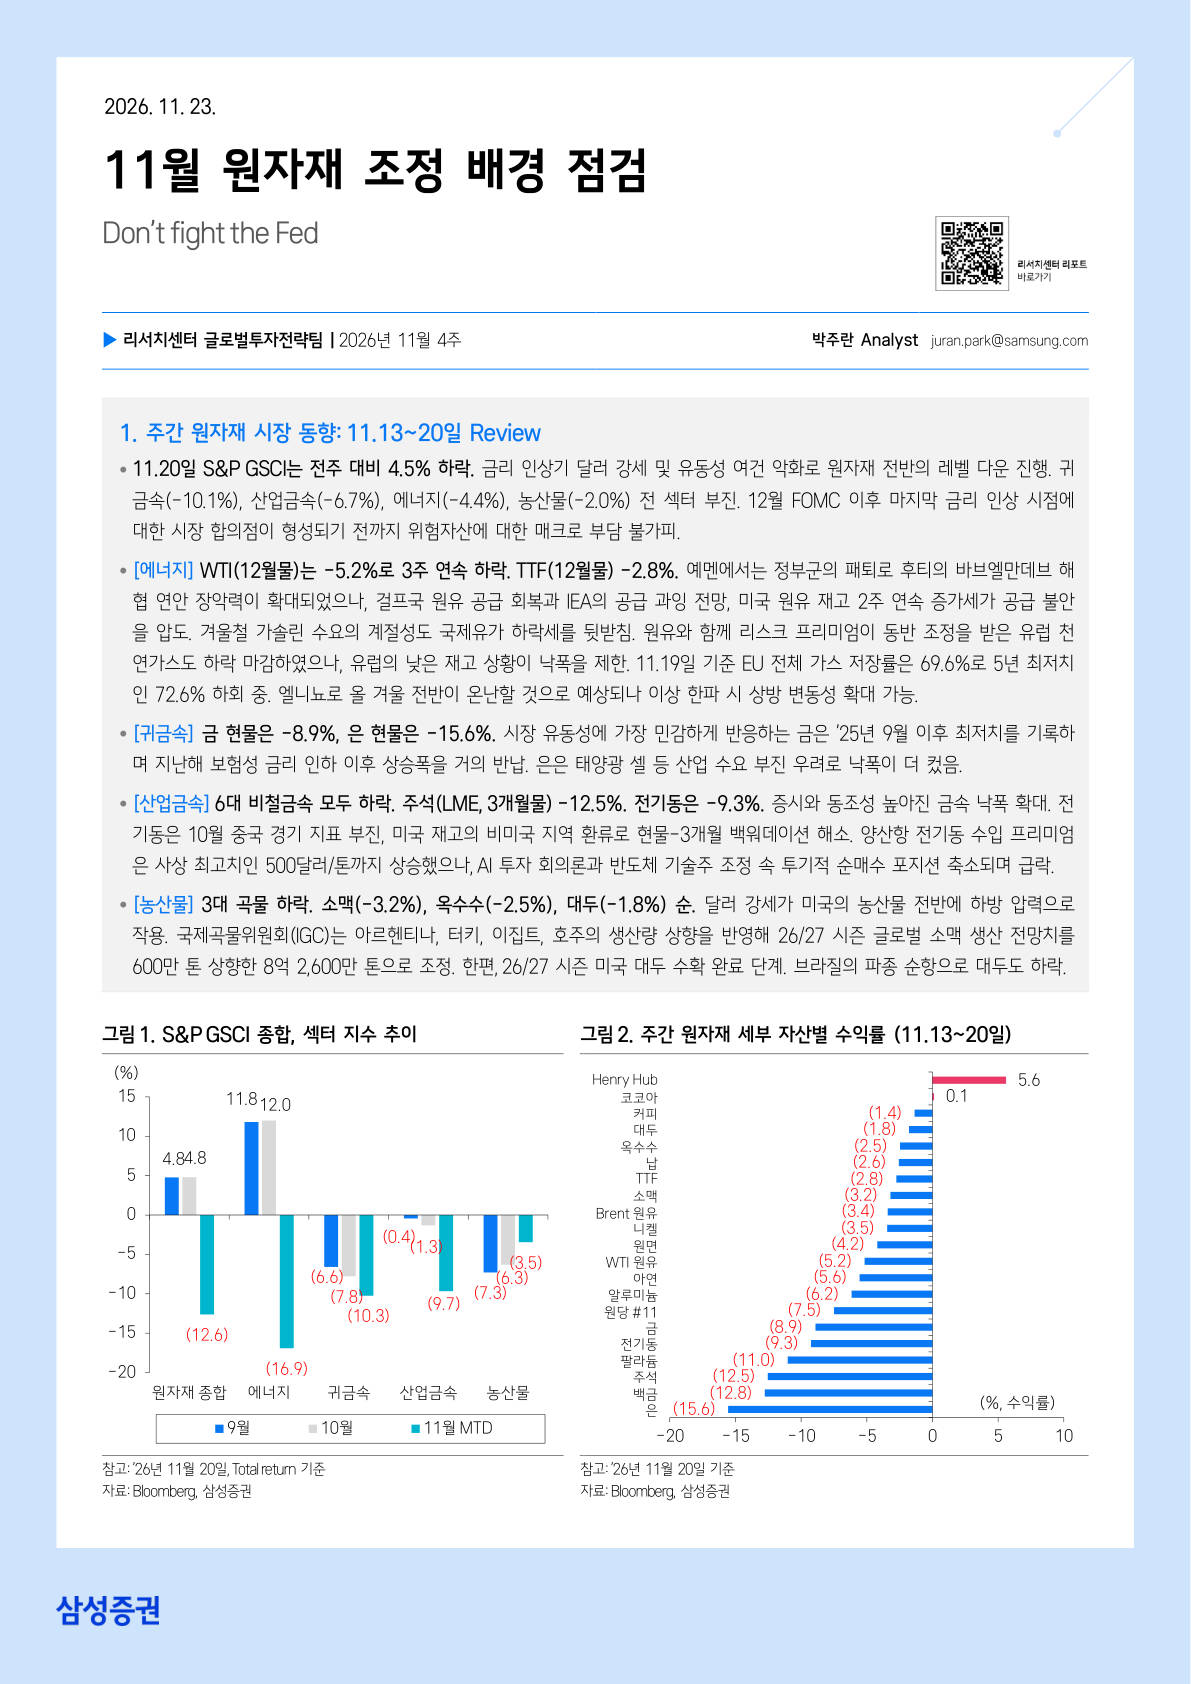 2026. 11. 23.
11월 원자재 조정 배경 점검
Don't fight the Fed
리서치센터 리포트
바로가기
▶ 리서치센터 글로벌투자전략팀 | 2026년 11월 4주
박주란 Analyst juran.park@samsung.com
1. 주간 원자재 시장 동향: 11.13~20일 Review
• 11.20일 S&P GSCI는 전주 대비 4.5% 하락. 금리 인상기 달러 강세 및 유동성 여건 악화로 원자재 전반의 레벨 다운 진행. 귀
금속(-10.1%), 산업금속(-6.7%), 에너지(-4.4%), 농산물(-2.0%) 전 섹터 부진. 12월 FOMC 이후 마지막 금리 인상 시점에
대한 시장 합의점이 형성되기 전까지 위험자산에 대한 매크로 부담 불가피.
• [에너지] WTI(12월물)는 -5.2%로 3주 연속 하락. TTF(12월물) -2.8%. 예멘에서는 정부군의 패퇴로 후티의 바브엘만데브 해
협 연안 장악력이 확대되었으나, 걸프국 원유 공급 회복과 IEA의 공급 과잉 전망, 미국 원유 재고 2주 연속 증가세가 공급 불안
을 압도. 겨울철 가솔린 수요의 계절성도 국제유가 하락세를 뒷받침. 원유와 함께 리스크 프리미엄이 동반 조정을 받은 유럽 천
연가스도 하락 마감하였으나, 유럽의 낮은 재고 상황이 낙폭을 제한. 11.19일 기준 EU 전체 가스 저장률은 69.6%로 5년 최저치
인 72.6% 하회 중. 엘니뇨로 올 겨울 전반이 온난할 것으로 예상되나 이상 한파 시 상방 변동성 확대 가능.
• [귀금속] 금 현물은 -8.9%, 은 현물은 -15.6%. 시장 유동성에 가장 민감하게 반응하는 금은 '25년 9월 이후 최저치를 기록하
며 지난해 보험성 금리 인하 이후 상승폭을 거의 반납. 은은 태양광 셀 등 산업 수요 부진 우려로 낙폭이 더 컸음.
• [산업금속] 6대 비철금속 모두 하락. 주석(LME, 3개월물) -12.5%. 전기동은 -9.3%. 증시와 동조성 높아진 금속 낙폭 확대. 전
기동은 10월 중국 경기 지표 부진, 미국 재고의 비미국 지역 환류로 현물-3개월 백워데이션 해소. 양산항 전기동 수입 프리미엄
은 사상 최고치인 500달러/톤까지 상승했으나, AI 투자 회의론과 반도체 기술주 조정 속 투기적 순매수 포지션 축소되며 급락.
• [농산물] 3대 곡물 하락. 소맥(-3.2%), 옥수수(-2.5%), 대두(-1.8%) 순. 달러 강세가 미국의 농산물 전반에 하방 압력으로
작용. 국제곡물위원회(IGC)는 아르헨티나, 터키, 이집트, 호주의 생산량 상향을 반영해 26/27 시즌 글로벌 소맥 생산 전망치를
600만 톤 상향한 8억 2,600만 톤으로 조정. 한편, 26/27 시즌 미국 대두 수확 완료 단계. 브라질의 파종 순항으로 대두도 하락.
그림 1. S&P GSCI 종합, 섹터 지수 추이
(%)
15
10
5
0
-5
-10
-15
-20
4.8 4.8
(12.6)
11.8 12.0
(16.9)
(6.6)
(7.8)
(10.3)
(0.4)
(1.3)
(9.7)
(7.3)
(6.3)
(3.5)
원자재 종합 에너지 귀금속 산업금속 농산물
9월 10월 11월 MTD
참고: '26년 11월 20일, Total return 기준
자료: Bloomberg, 삼성증권
그림 2. 주간 원자재 세부 자산별 수익률 (11.13~20일)
Henry Hub 5.6
코코아 0.1
커피 (1.4)
대두 (1.8)
옥수수 (2.5)
납 (2.6)
TTF (2.8)
소맥 (3.2)
Brent 원유 (3.4)
니켈 (3.5)
원면 (4.2)
WTI 원유 (5.2)
아연 (5.6)
알루미늄 (6.2)
원당 #11 (7.5)
금 (8.9)
전기동 (9.3)
팔라듐 (11.0)
주석 (12.5)
백금 (12.8)
은 (15.6)
(%, 수익률)
-20 -15 -10 -5 0 5 10
참고: '26년 11월 20일 기준
자료: Bloomberg, 삼성증권
삼성증권